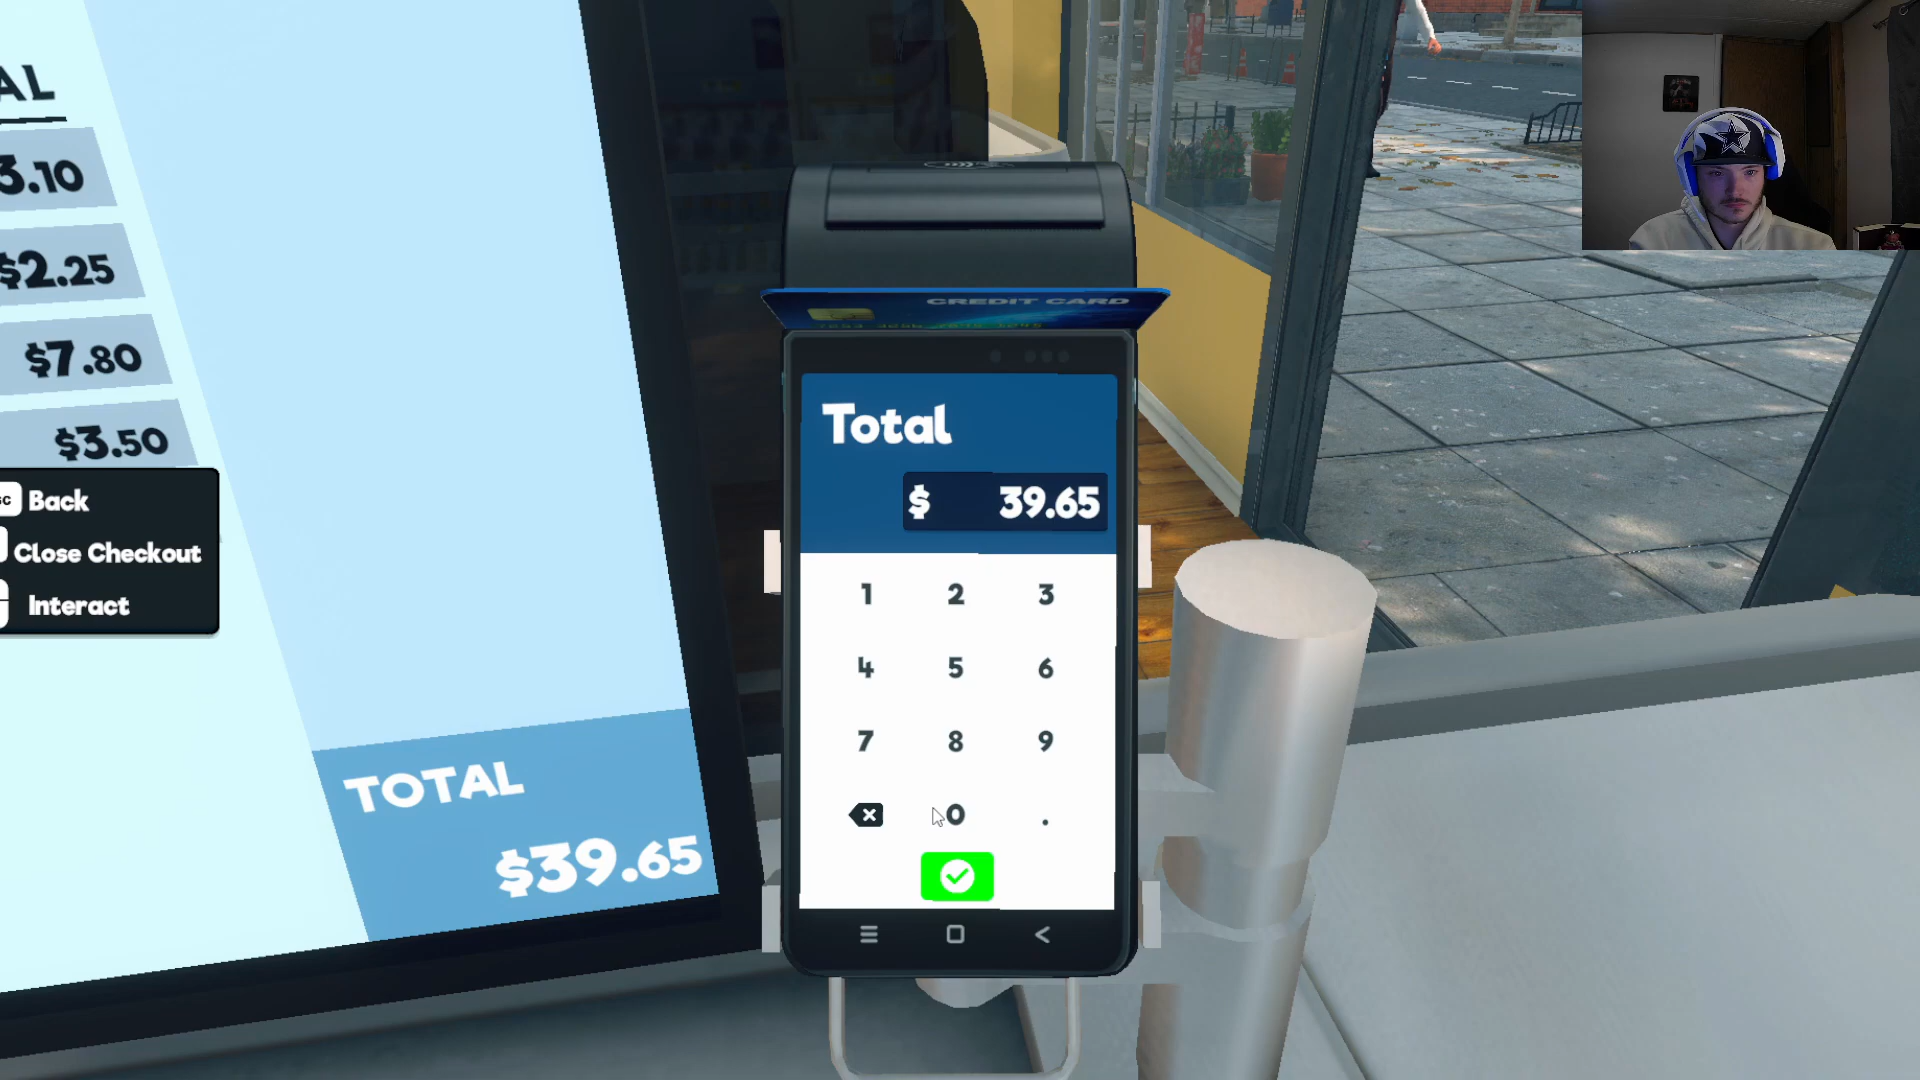 AL
3.10
$2.25
$7.80
$3.50
Back
Close Checkout
Interact
TOTAL
$39.65
CREDIT CARD
Total
$ 39.65
1 2 3
4 5 6
7 8 9
0 .